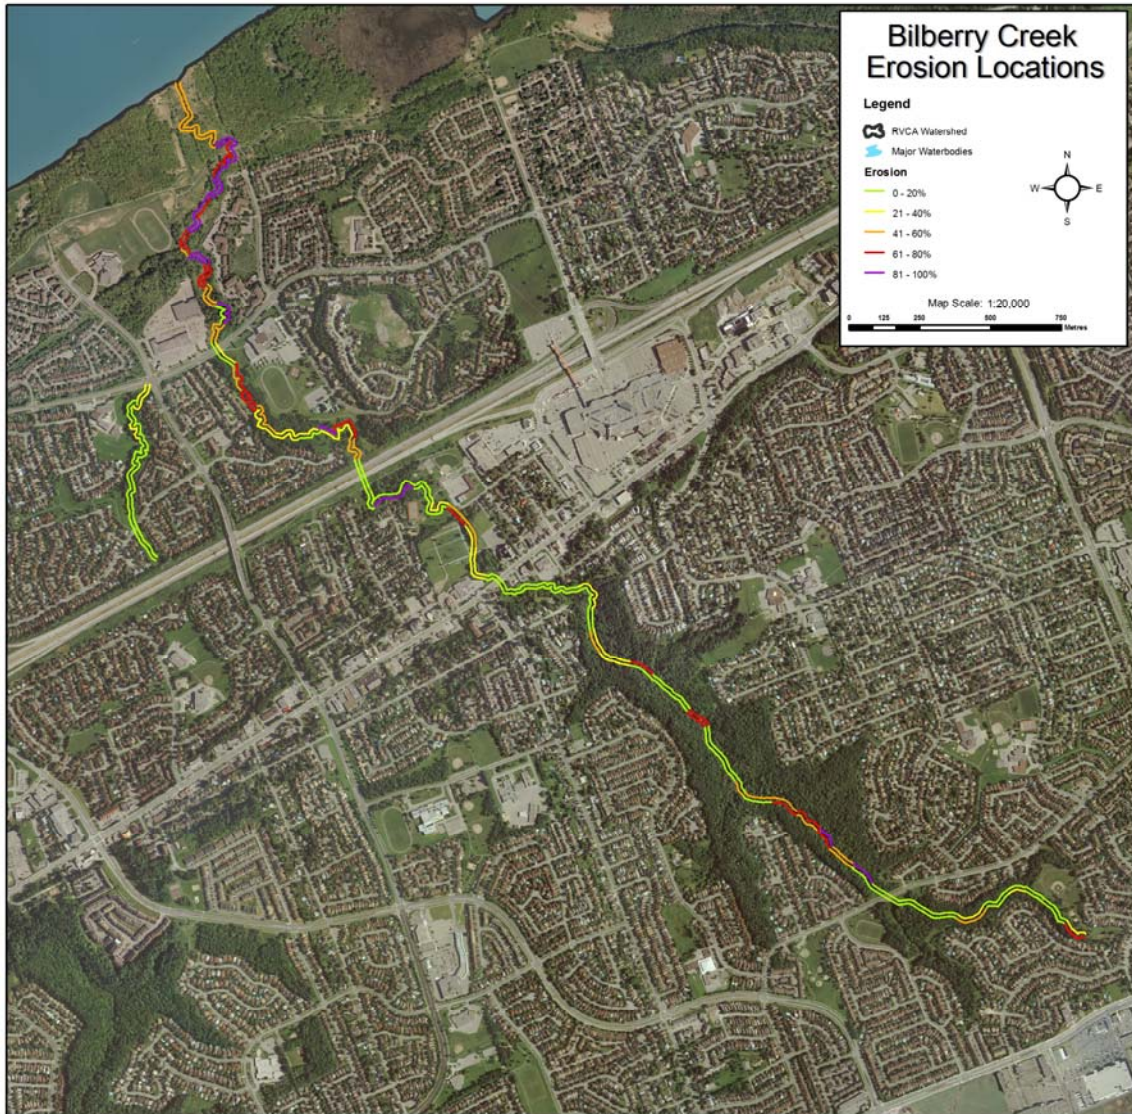 Bilberry Creek
Erosion Locations
Legend
RVCA Watershed
Major Waterbodies
Erosion
0 - 20%
21 - 40%
41 - 60%
61 - 80%
81 - 100%
N
W E
S
Map Scale: 1:20,000
0 125 250 500 750
Metres